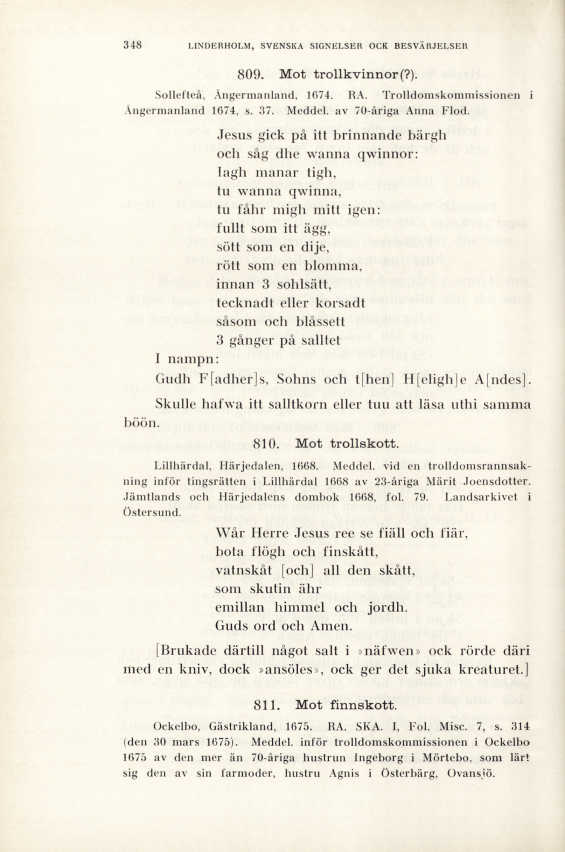 348 LINDERHOLM, SVENSKA SIGNELSER OCK BESVÄRJELSER
809. Mot trollkvinnor(?).
Sollefteå, Ångermanland, 1674. RA. Trolldomskommissionen i
Ångermanland 1674, s. 37. Meddel. av 70-åriga Anna Flod.
Jesus gick på itt brinnande bärgh
och såg dhe wanna qwinnor:
Iagh manar tigh,
tu wanna qwinna,
tu fåhr migh mitt igen:
fullt som itt ägg,
sött som en dije,
rött som en blomma,
innan 3 sohlsätt,
tecknadt eller korsadt
såsom och blåssett
3 gånger på salltet
I nampn:
Gudh F[adher]s, Sohns och t[hen] H[eligh]e A[ndes].
Skulle hafwa itt salltkorn eller tuu att läsa uthi samma
böön.
810. Mot trollskott.
Lillhärdal, Härjedalen, 1668. Meddel. vid en trolldomsrannsak-
ning inför tingsrätten i Lillhärdal 1668 av 23-åriga Märit Joensdotter.
Jämtlands och Härjedalens dombok 1668, fol. 79. Landsarkivet i
Östersund.
Wår Herre Jesus ree se fiäll och fiär,
bota flögh och finskått,
vatnskåt [och] all den skått,
som skutin ähr
emillan himmel och jordh.
Guds ord och Amen.
[Brukade därtill något salt i »näfwen» ock rörde däri
med en kniv, dock »ansöles», ock ger det sjuka kreaturet.]
811. Mot finnskott.
Ockelbo, Gästrikland, 1675. RA. SKA. I, Fol. Misc. 7, s. 314
(den 30 mars 1675). Meddel. inför trolldomskommissionen i Ockelbo
1675 av den mer än 70-åriga hustrun Ingeborg i Mörtebo, som lärt
sig den av sin farmoder, hustru Agnis i Österbärg, Ovansjö.